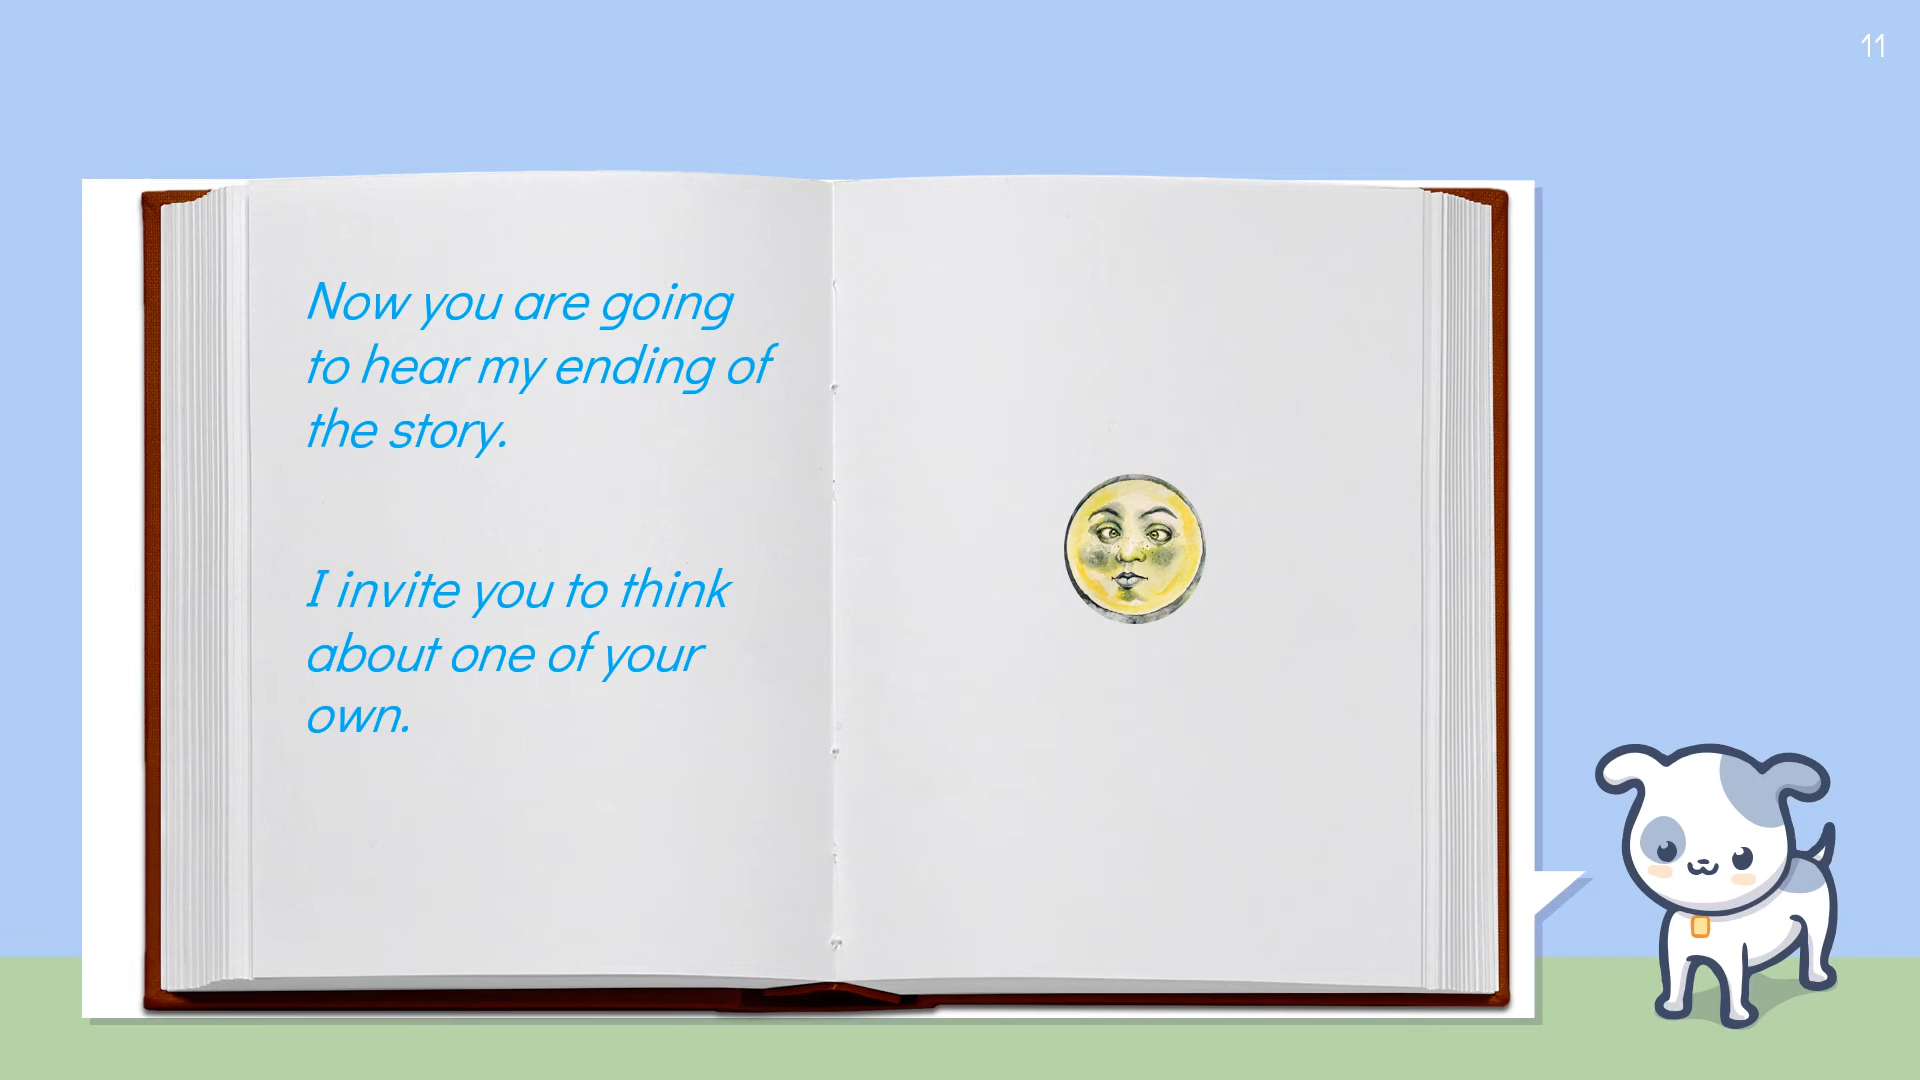 11
Now you are going
to hear my ending of
the story.
I invite you to think
about one of your
own.